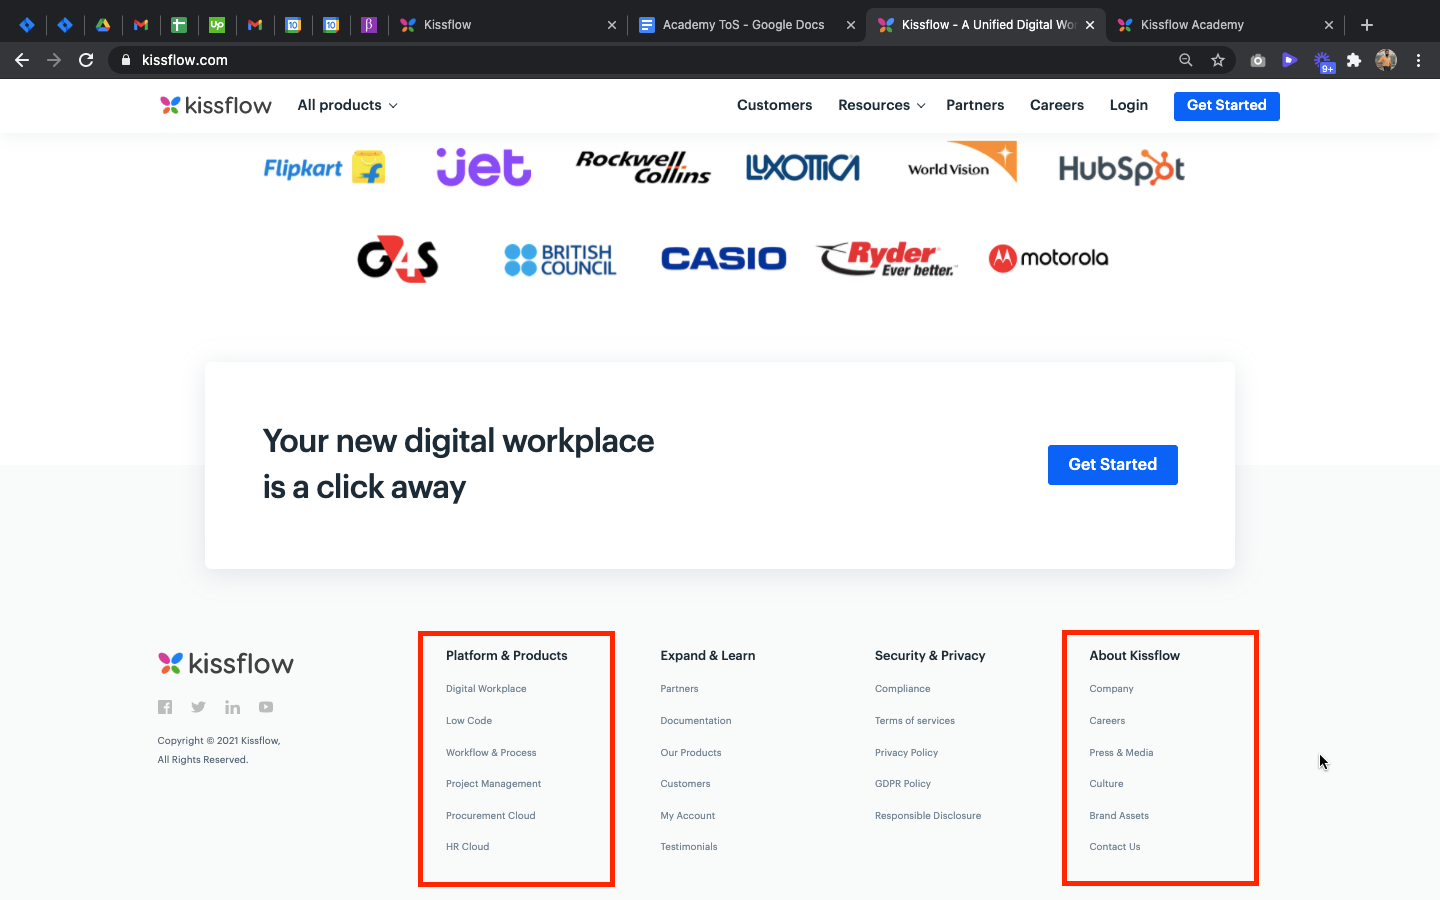 Kissflow
Academy ToS - Google Docs
Kissflow - A Unified Digital Wo
Kissflow Academy
kissflow.com
9+
kissflow
All products
Customers
Resources
Partners
Careers
Login
Get Started
Flipkart
Jet
Rockwell Collins
LUXOTTICA
World Vision
HubSpot
G4S
BRITISH COUNCIL
CASIO
Ryder Ever better.™
motorola
Your new digital workplace
is a click away
Get Started
kissflow
Copyright © 2021 Kissflow,
All Rights Reserved.
Platform & Products
Digital Workplace
Low Code
Workflow & Process
Project Management
Procurement Cloud
HR Cloud
Expand & Learn
Partners
Documentation
Our Products
Customers
My Account
Testimonials
Security & Privacy
Compliance
Terms of services
Privacy Policy
GDPR Policy
Responsible Disclosure
About Kissflow
Company
Careers
Press & Media
Culture
Brand Assets
Contact Us